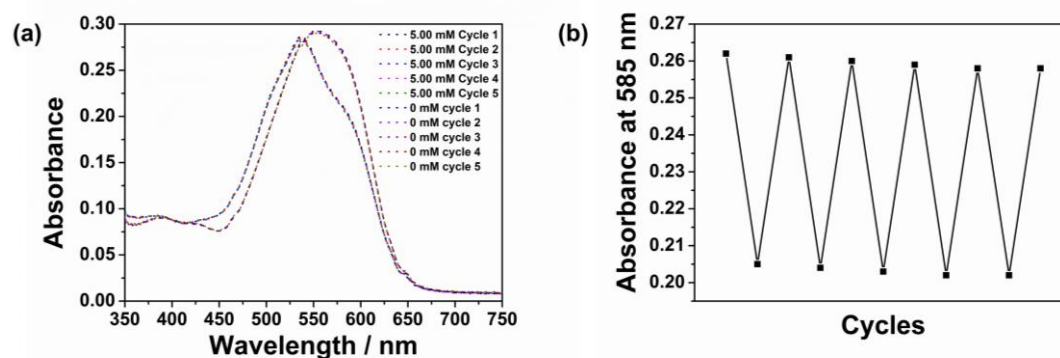 (a)
0.30
0.25
0.20
0.15
0.10
0.05
0.00
Absorbance
350 400 450 500 550 600 650 700 750
Wavelength / nm
5.00 mM Cycle 1
5.00 mM Cycle 2
5.00 mM Cycle 3
5.00 mM Cycle 4
5.00 mM Cycle 5
0 mM cycle 1
0 mM cycle 2
0 mM cycle 3
0 mM cycle 4
0 mM cycle 5
(b)
0.27
0.26
0.25
0.24
0.23
0.22
0.21
0.20
Absorbance at 585 nm
Cycles